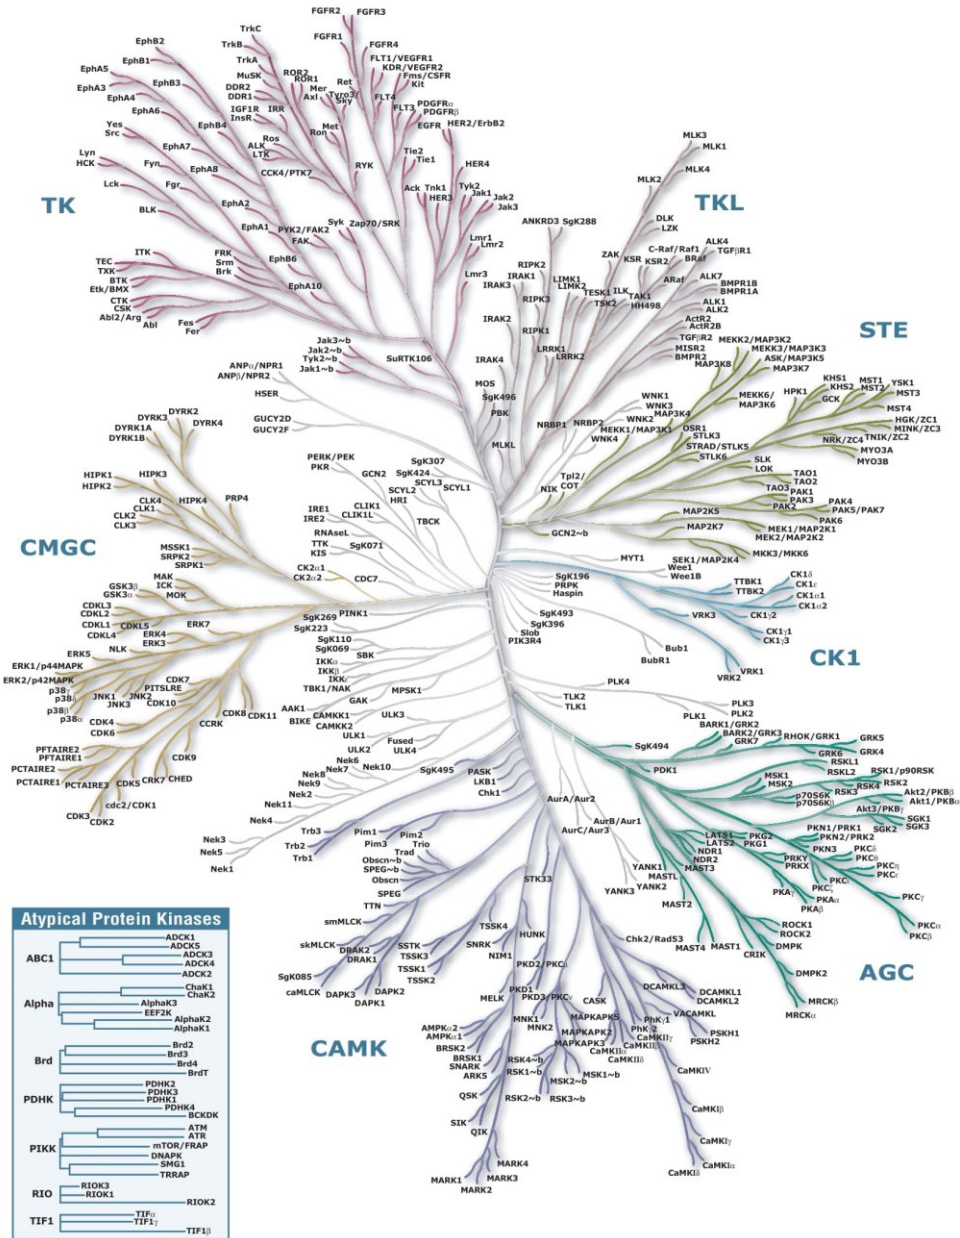 FGFR2 FGFR3
TrkC
FGFR1
EphB2
TrkB
FGFR4
EphB1
FLT1/VEGFR1
TrkA
KDR/VEGFR2
EphA5
MuSK
ROR2
Fms/CSFR
EphA3
EphB3
ROR1
Ret
Kit
DDR2
Mer
EphA4
DDR1
Axl
Tyro3/
Sky
FLT4
PDGFRα
EphA6
IGF1R
IRR
FLT3
PDGFRβ
InsR
Yes
EphB4
Met
EGFR
HER2/ErbB2
Src
Ron
Ros
MLK3
ALK
MLK1
EphA7
LTK
Tie2
Lyn
Tie1
HCK
Fyn
EphA8
CCK4/PTK7
RYK
HER4
MLK4
MLK2
Lck
Fgr
Ack
Tnk1
Tyk2
HER3
Jak1
Jak2
Jak3
TK
TKL
BLK
EphA2
ANKRD3
SgK288
DLK
LZK
EphA1
Syk
Zap70/SRK
PYK2/FAK2
FAK
Lmr1
Lmr2
ITK
FRK
EphB6
ZAK
C-Raf/Raf1
ALK4
KSR
KSR2
BRaf
TGFβR1
TEC
Srm
RIPK2
TXK
Brk
IRAK1
LIMK1
ARaf
ALK7
BTK
EphA10
Lmr3
IRAK3
LIMK2
TESK1
ILK
BMPR1B
Etk/BMX
RIPK3
TSK2
TAK1
BMPR1A
HH498
CTK
ALK1
CSK
ALK2
Abl2/Arg
IRAK2
ActR2
Abl
Fes
RIPK1
ActR2B
Fer
TGFβR2
STE
MEKK2/MAP3K2
Jak3~b
LRRK1
MISR2
MEKK3/MAP3K3
Jak2~b
LRRK2
BMPR2
ASK/MAP3K5
Tyk2~b
SuRTK106
IRAK4
MAP3K8
MAP3K7
Jak1~b
ANPα/NPR1
ANPβ/NPR2
MOS
KHS1
MST1
YSK1
HSER
SgK496
WNK1
MEKK6/
MAP3K6
HPK1
KHS2
MST2
MST3
WNK3
GCK
PBK
MAP3K4
MST4
DYRK2
NRBP1
NRBP2
WNK2
HGK/ZC1
DYRK3
GUCY2D
MEKK1/MAP3K1
OSR1
MINK/ZC3
DYRK1A
DYRK4
GUCY2F
WNK4
STLK3
NRK/ZC4
TNIK/ZC2
DYRK1B
MLKL
STRAD/STLK5
MYO3A
STLK6
MYO3B
PERK/PEK
SgK307
SLK
PKR
GCN2
SgK424
LOK
HIPK1
HIPK3
SCYL3
Tpl2/
COT
TAO1
HIPK2
SCYL2
SCYL1
NIK
TAO2
HRI
TAO3
PAK1
CLK4
HIPK4
PRP4
PAK3
PAK4
CLK1
IRE1
CLIK1
PAK2
PAK5/PAK7
CLK2
IRE2
CLIK1L
TBCK
MAP2K5
PAK6
CLK3
MAP2K7
MEK1/MAP2K1
RNAseL
GCN2~b
MEK2/MAP2K2
CMGC
TTK
SgK071
MSSK1
KIS
MKK3/MKK6
SRPK2
MYT1
SEK1/MAP2K4
SRPK1
CK2α1
Wee1
CK2α2
CDC7
SgK196
Wee1B
MAK
PRPK
TTBK1
CK1δ
GSK3β
ICK
Haspin
TTBK2
CK1ε
GSK3α
MOK
CK1α1
CDKL3
PINK1
CK1α2
CDKL2
SgK269
SgK493
VRK3
CK1γ2
CDKL1
CDKL5
ERK7
SgK223
SgK396
CDKL4
ERK4
Slob
CK1γ1
ERK3
SgK110
PIK3R4
CK1γ3
NLK
SgK069
SBK
Bub1
ERK5
IKKα
BubR1
CK1
ERK1/p44MAPK
IKKβ
VRK1
ERK2/p42MAPK
CDK7
IKKε
VRK2
p38γ
PITSLRE
TBK1/NAK
MPSK1
PLK4
p38δ
JNK1
JNK2
CDK10
GAK
TLK2
p38β
JNK3
TLK1
PLK3
p38α
CDK8
CDK11
AAK1
CAMKK1
ULK3
PLK1
PLK2
CDK4
CCRK
BIKE
CAMKK2
BARK1/GRK2
CDK6
ULK1
Fused
BARK2/GRK3
RHOK/GRK1
GRK5
PFTAIRE2
ULK2
ULK4
SgK494
GRK7
GRK6
GRK4
PFTAIRE1
CDK9
Nek6
RSKL1
PCTAIRE2
Nek7
Nek10
SgK495
PDK1
RSKL2
RSK1/p90RSK
Nek8
PASK
MSK1
RSK4
RSK2
PCTAIRE1
PCTAIRE3
CDK5
CRK7
CHED
Nek9
LKB1
MSK2
RSK3
Akt2/PKBβ
Nek2
Chk1
p70S6K
Akt1/PKBα
cdc2/CDK1
Nek11
AurA/Aur2
p70S6Kβ
Akt3/PKBγ
CDK3
CDK2
Nek4
AurB/Aur1
SGK1
Trb3
Pim1
Pim2
AurC/Aur3
LATS1
PKG2
PKN1/PRK1
SGK2
SGK3
Nek3
Trb2
Pim3
Trio
LATS2
PKG1
PKN2/PRK2
Nek5
Trb1
Trad
NDR1
PKN3
PKCδ
Obscn~b
NDR2
PRKY
PKCθ
Nek1
SPEG~b
YANK1
MAST3
PRKX
PKCη
Obscn
STK33
MASTL
PKCι
PKCε
SPEG
YANK3
YANK2
PKAγ
PKCζ
PKCγ
TTN
MAST2
PKAα
PKAβ
smMLCK
TSSK4
HUNK
ROCK1
PKCα
ROCK2
PKCβ
skMLCK
DRAK2
SSTK
SNRK
Chk2/Rad53
MAST4
MAST1
DMPK
DRAK1
TSSK3
NIM1
CRIK
SgK085
TSSK1
PKD2/PKCμ
DMPK2
AGC
caMLCK
DAPK3
DAPK2
TSSK2
PKD1
DCAMKL3
DCAMKL1
DAPK1
MELK
PKD3/PKCν
CASK
DCAMKL2
MRCKβ
MNK1
MAPKAPK5
PhKγ1
VACAMKL
MRCKα
AMPKα2
MNK2
PhKγ2
PSKH1
AMPKα1
MAPKAPK2
CaMKIIγ
PSKH2
CAMK
BRSK2
MAPKAPK3
CaMKIIβ
BRSK1
RSK4~b
CaMKIIα
SNARK
RSK1~b
CaMKIIδ
ARK5
MSK1~b
CaMKIV
MSK2~b
QSK
RSK2~b
RSK3~b
CaMKIβ
SIK
QIK
CaMKIγ
MARK4
CaMKIα
MARK1
MARK3
CaMKIδ
MARK2
Atypical Protein Kinases
ABC1
ADCK1
ADCK5
ADCK3
ADCK4
ADCK2
Alpha
ChaK1
ChaK2
AlphaK3
EEF2K
AlphaK2
AlphaK1
Brd
Brd2
Brd3
Brd4
BrdT
PDHK
PDHK2
PDHK3
PDHK1
PDHK4
BCKDK
PIKK
ATM
ATR
mTOR/FRAP
DNAPK
SMG1
TRRAP
RIO
RIOK3
RIOK1
RIOK2
TIF1
TIFα
TIF1γ
TIF1β